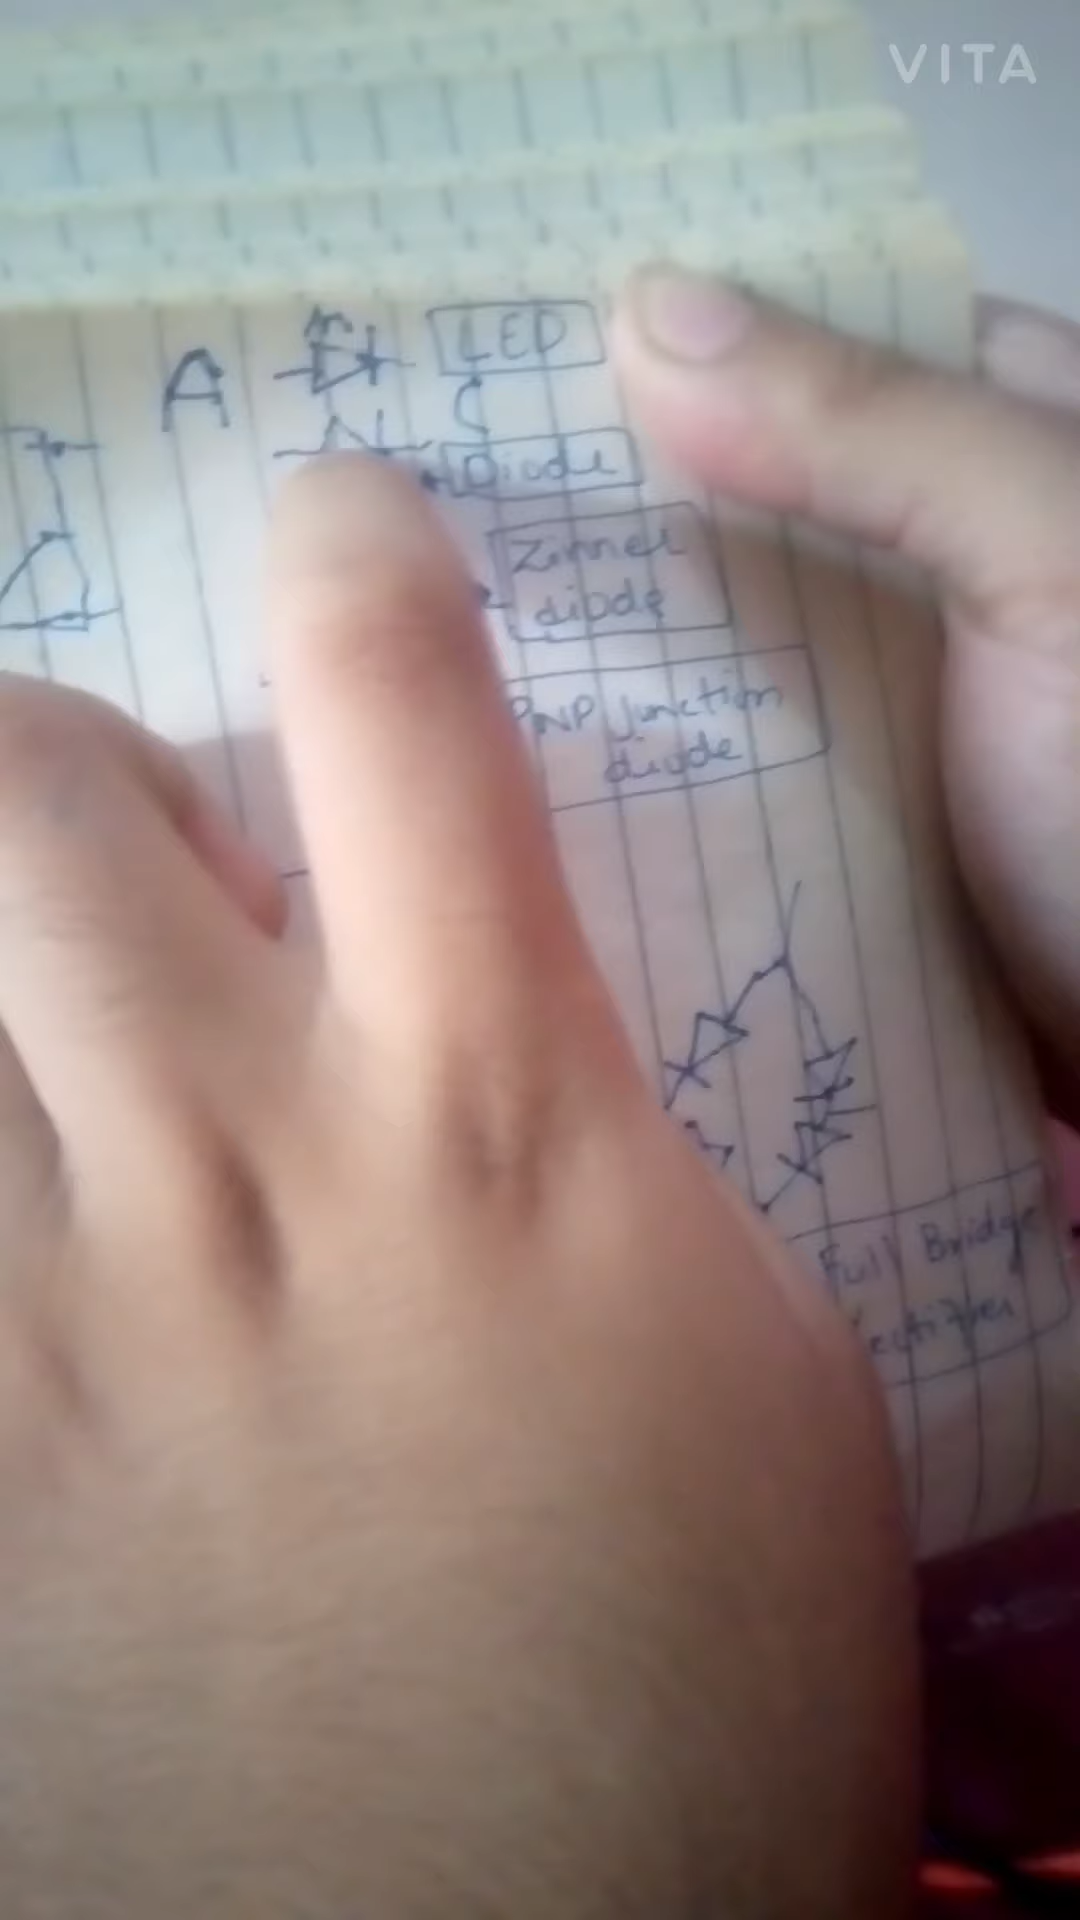 VITA
A
LED
C
Diode
Zinner
diode
PNP junction
diode
Full Bridge
Rectifier